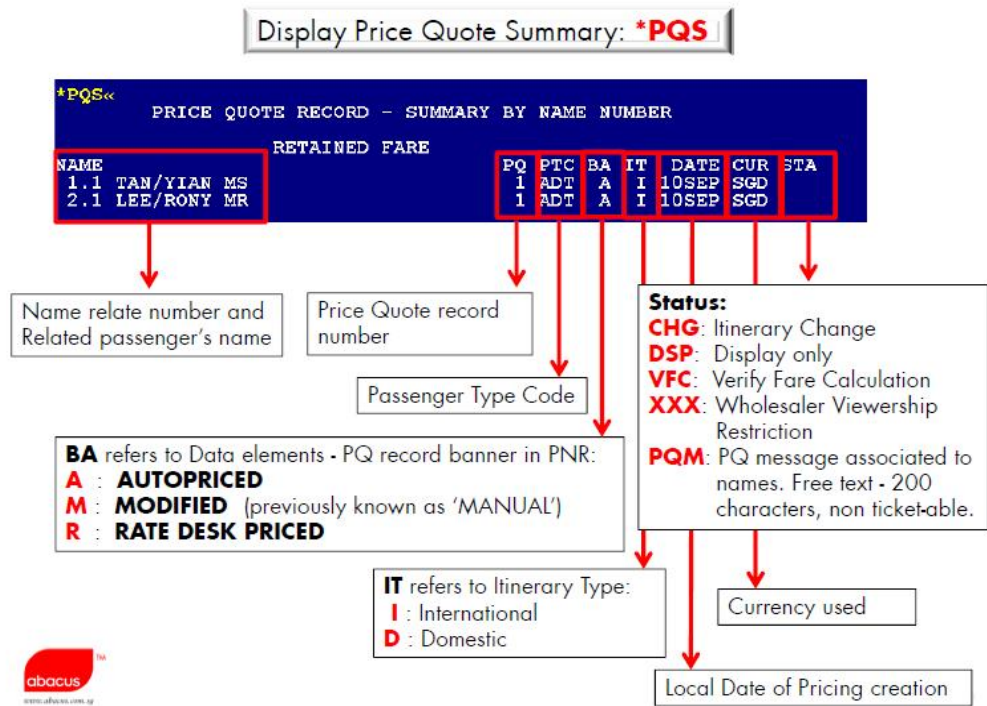 Display Price Quote Summary: *PQS
*PQS«
PRICE QUOTE RECORD - SUMMARY BY NAME NUMBER
RETAINED FARE
NAME PQ PTC BA IT DATE CUR STA
1.1 TAN/YIAN MS 1 ADT A I 10SEP SGD
2.1 LEE/RONY MR 1 ADT A I 10SEP SGD
Name relate number and
Related passenger's name
Price Quote record
number
Passenger Type Code
Status:
CHG: Itinerary Change
DSP: Display only
VFC: Verify Fare Calculation
XXX: Wholesaler Viewership
Restriction
PQM: PQ message associated to
names. Free text - 200
characters, non ticket-able.
BA refers to Data elements - PQ record banner in PNR:
A : AUTOPRICED
M : MODIFIED (previously known as 'MANUAL')
R : RATE DESK PRICED
IT refers to Itinerary Type:
I : International
D : Domestic
Currency used
Local Date of Pricing creation
abacus TM
www.abacus.com.sg